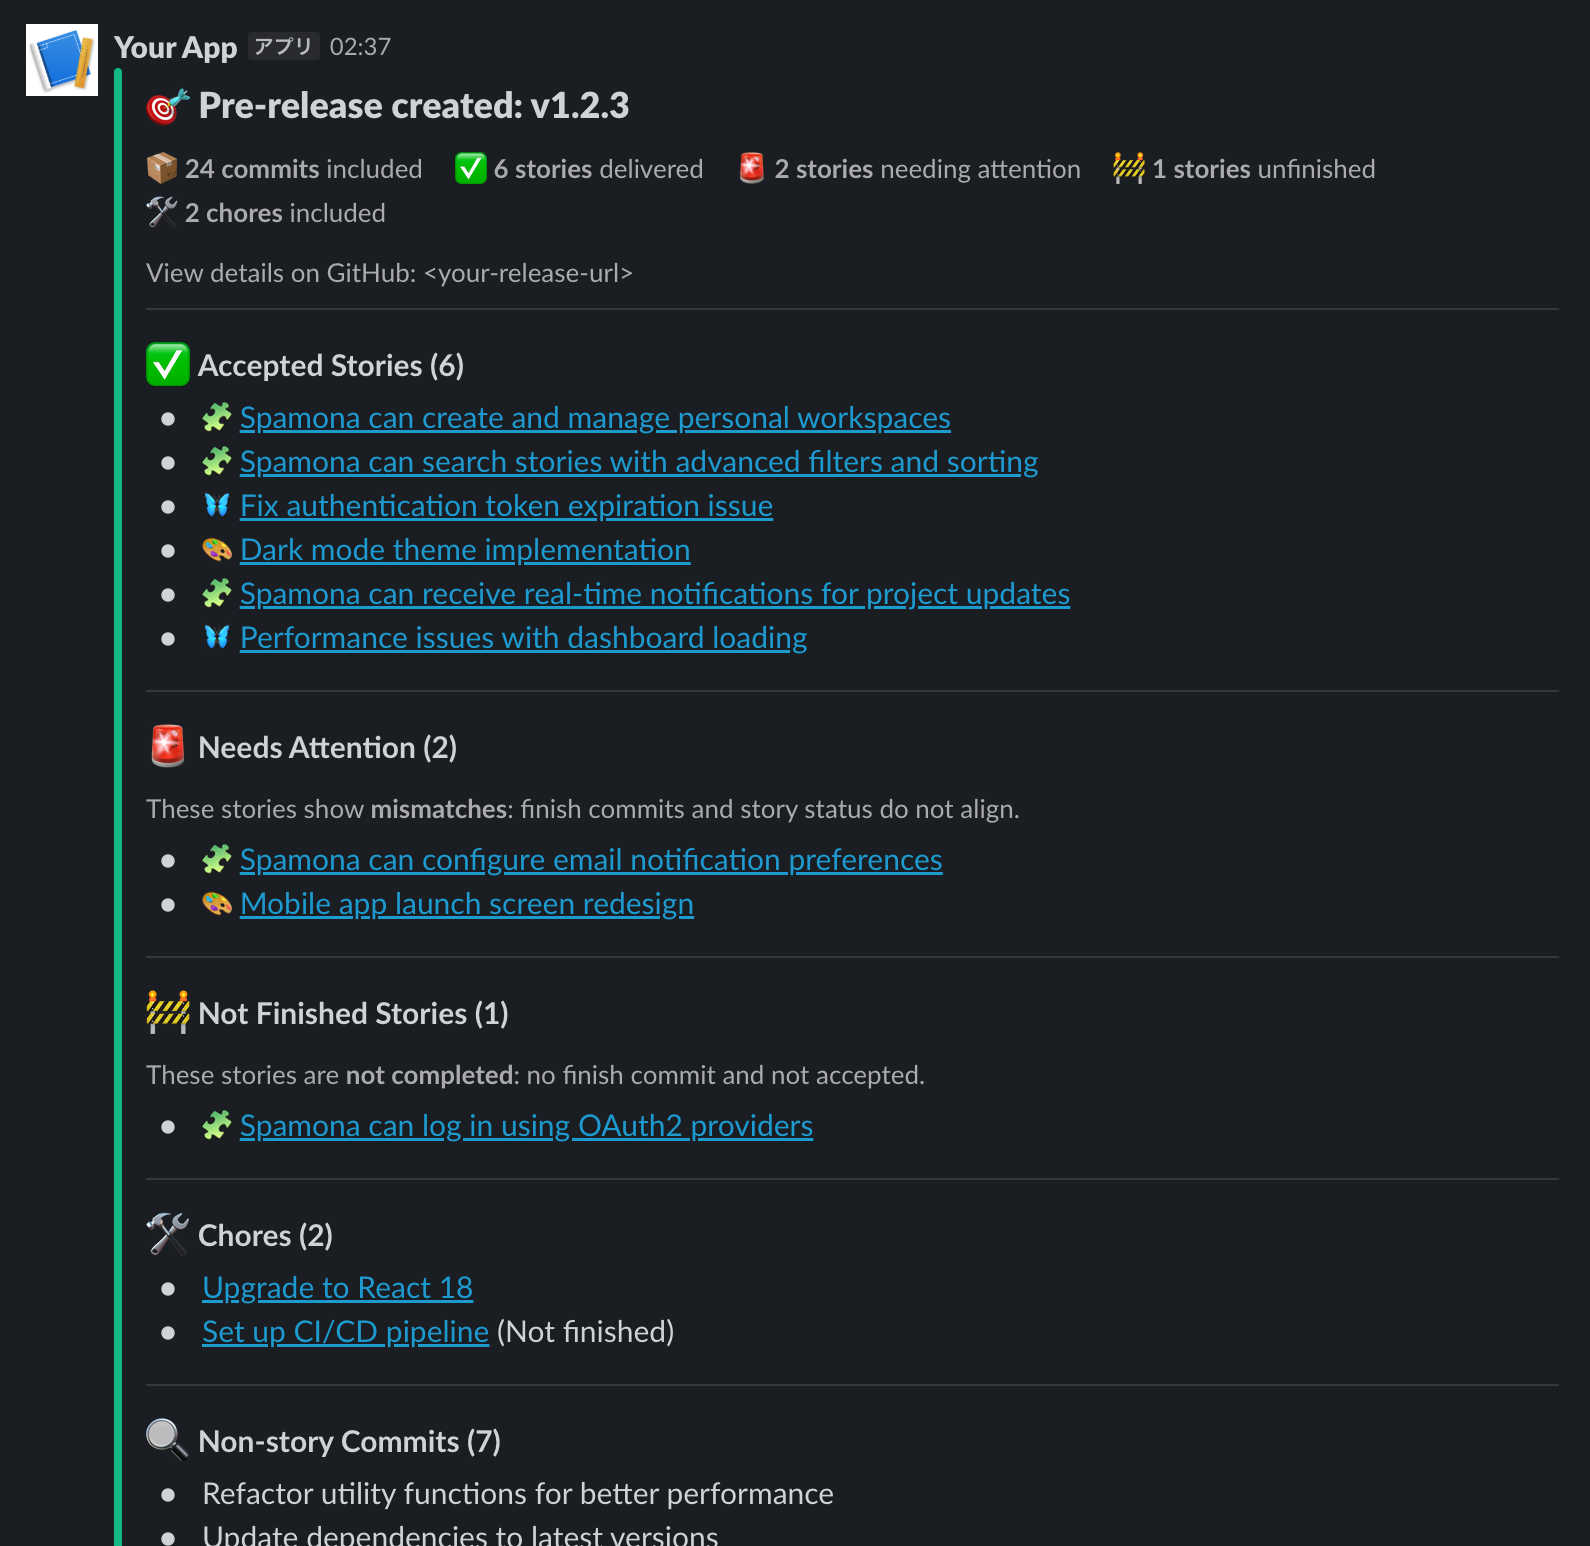 Your App アプリ 02:37
Pre-release created: v1.2.3
24 commits included 6 stories delivered 2 stories needing attention 1 stories unfinished
2 chores included
View details on GitHub: <your-release-url>
Accepted Stories (6)
Spamona can create and manage personal workspaces
Spamona can search stories with advanced filters and sorting
Fix authentication token expiration issue
Dark mode theme implementation
Spamona can receive real-time notifications for project updates
Performance issues with dashboard loading
Needs Attention (2)
These stories show mismatches: finish commits and story status do not align.
Spamona can configure email notification preferences
Mobile app launch screen redesign
Not Finished Stories (1)
These stories are not completed: no finish commit and not accepted.
Spamona can log in using OAuth2 providers
Chores (2)
Upgrade to React 18
Set up CI/CD pipeline (Not finished)
Non-story Commits (7)
Refactor utility functions for better performance
Update dependencies to latest versions